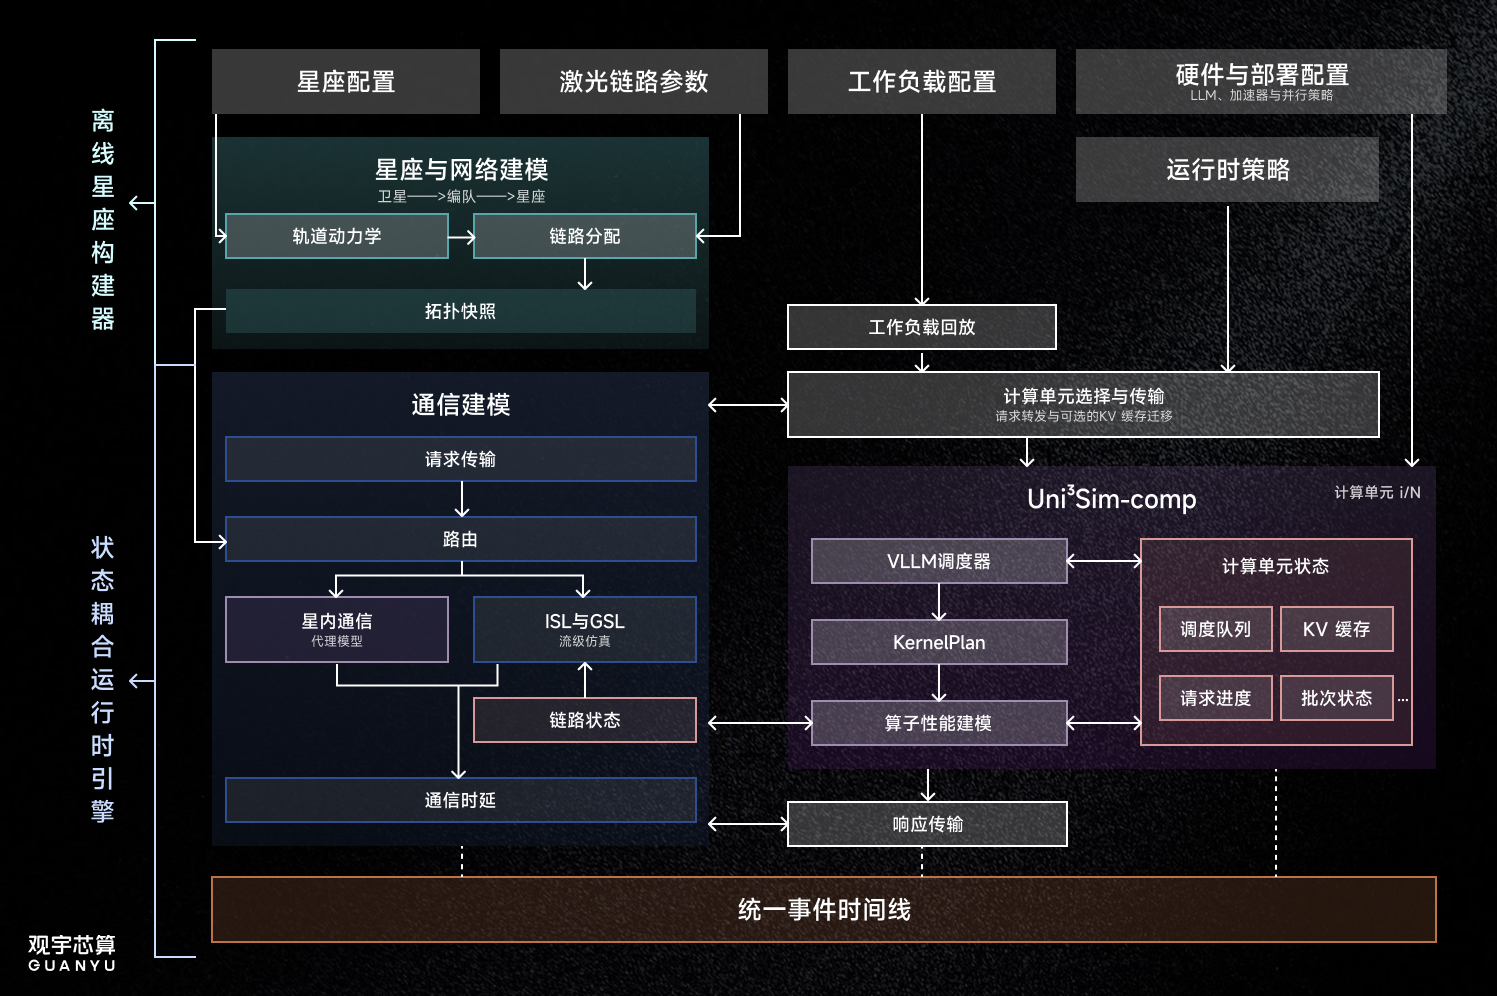 星座配置
激光链路参数
工作负载配置
硬件与部署配置
LLM、加速器与并行策略
离线星座构建器
星座与网络建模
卫星——>编队——>星座
运行时策略
轨道动力学
链路分配
拓扑快照
工作负载回放
通信建模
计算单元选择与传输
请求转发与可选的KV 缓存迁移
请求传输
Uni³Sim-comp
计算单元 i/N
状态耦合运行时引擎
路由
VLLM调度器
计算单元状态
星内通信
代理模型
ISL与GSL
流级仿真
KernelPlan
调度队列
KV 缓存
链路状态
算子性能建模
请求进度
批次状态
...
通信时延
响应传输
统一事件时间线
观宇芯算
GUANYU